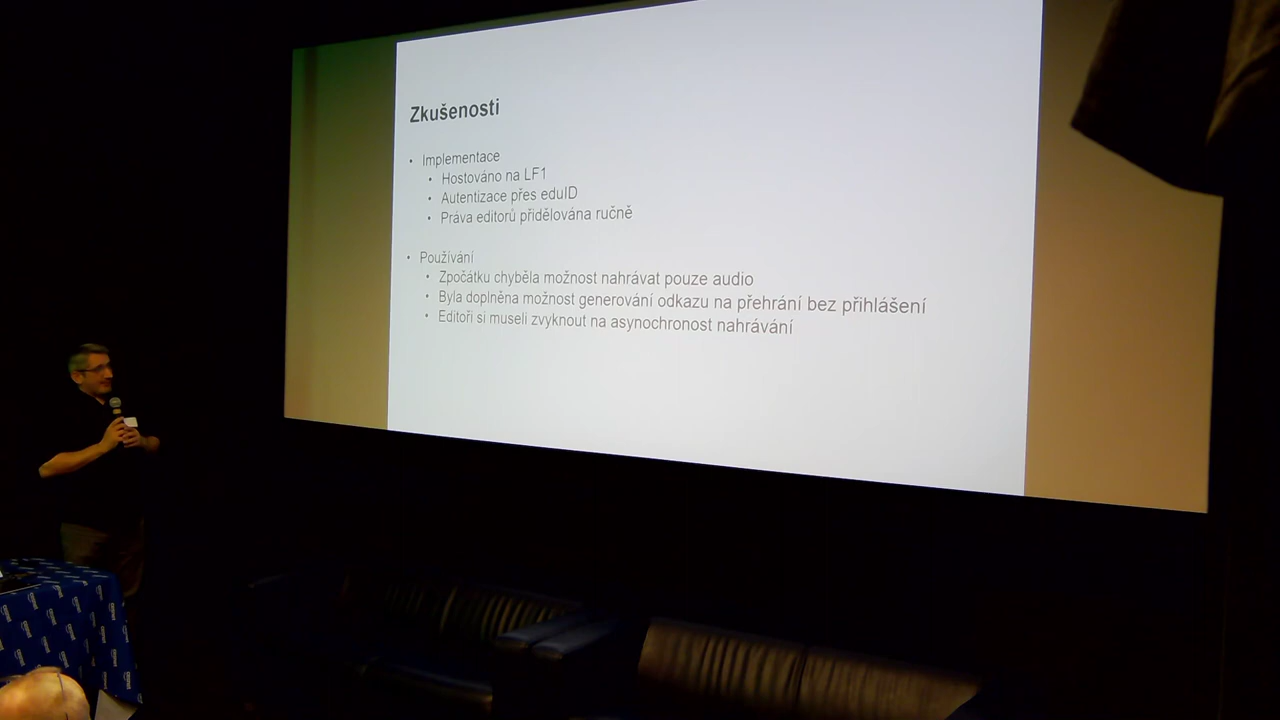 Zkušenosti
• Implementace
• Hostováno na LF1
• Autentizace přes eduID
• Práva editorů přidělována ručně
• Používání
• Zpočátku chyběla možnost nahrávat pouze audio
• Byla doplněna možnost generování odkazu na přehrání bez přihlášení
• Editoři si museli zvyknout na asynochronost nahrávání